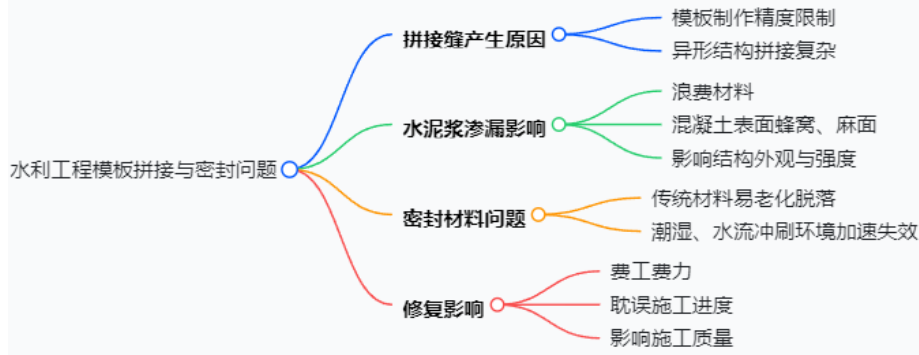 水利工程模板拼接与密封问题
拼接缝产生原因
模板制作精度限制
异形结构拼接复杂
水泥浆渗漏影响
浪费材料
混凝土表面蜂窝、麻面
影响结构外观与强度
密封材料问题
传统材料易老化脱落
潮湿、水流冲刷环境加速失效
修复影响
费工费力
耽误施工进度
影响施工质量